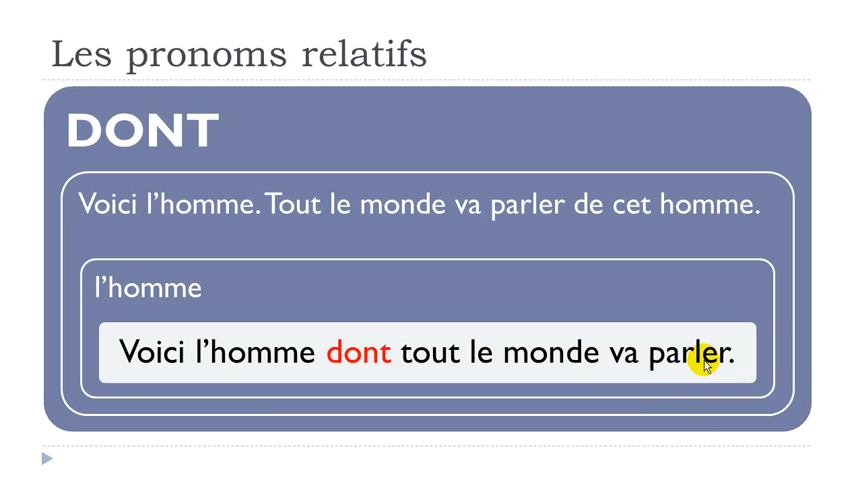 Les pronoms relatifs
DONT
Voici l’homme. Tout le monde va parler de cet homme.
l’homme
Voici l’homme dont tout le monde va parler.